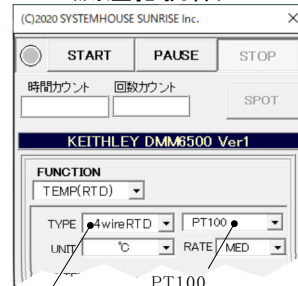 (C)2020 SYSTEMHOUSE SUNRISE Inc. ×
START PAUSE STOP
時間カウント 回数カウント
SPOT
KEITHLEY DMM6500 Ver1
FUNCTION
TEMP(RTD)
TYPE 4wireRTD PT100
UNIT ℃ RATE MED
PT100